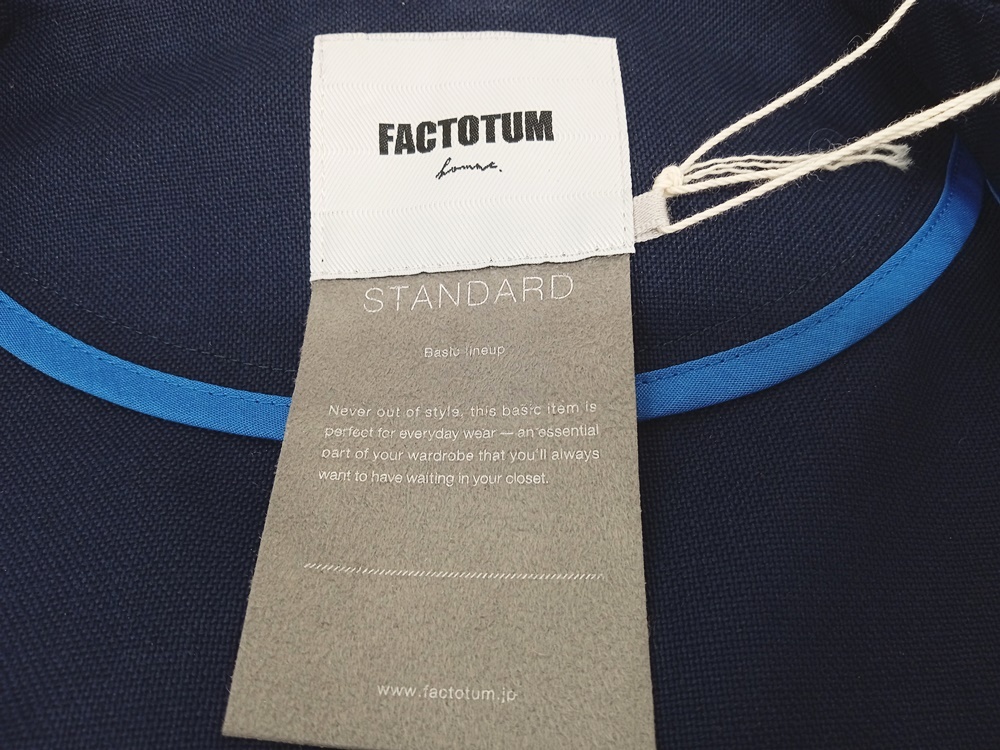 FACTOTUM
homme.
STANDARD
Basic lineup
Never out of style, this basic item is
perfect for everyday wear — an essential
part of your wardrobe that you'll always
want to have waiting in your closet.
www.factotum.jp